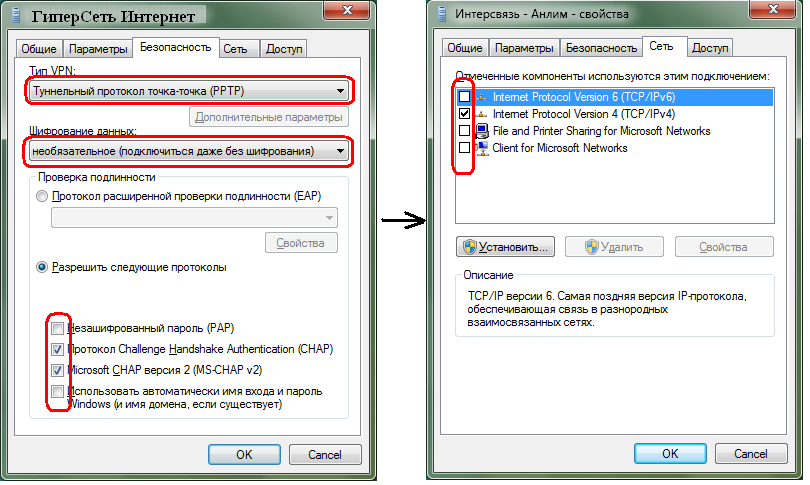 ГиперСеть Интернет
Общие Параметры Безопасность Сеть Доступ
Тип VPN:
Туннельный протокол точка-точка (PPTP)
Дополнительные параметры
Шифрование данных:
необязательное (подключиться даже без шифрования)
Проверка подлинности
Протокол расширенной проверки подлинности (EAP)
Свойства
Разрешить следующие протоколы
Незашифрованный пароль (PAP)
Протокол Challenge Handshake Authentication (CHAP)
Microsoft CHAP версия 2 (MS-CHAP v2)
Использовать автоматически имя входа и пароль
Windows (и имя домена, если существует)
OK Cancel
Интерсвязь - Анлим - свойства
Общие Параметры Безопасность Сеть Доступ
Отмеченные компоненты используются этим подключением:
Internet Protocol Version 6 (TCP/IPv6)
Internet Protocol Version 4 (TCP/IPv4)
File and Printer Sharing for Microsoft Networks
Client for Microsoft Networks
Установить... Удалить Свойства
Описание
TCP/IP версии 6. Самая поздняя версия IP-протокола,
обеспечивающая связь в разнородных
взаимосвязанных сетях.
OK Cancel